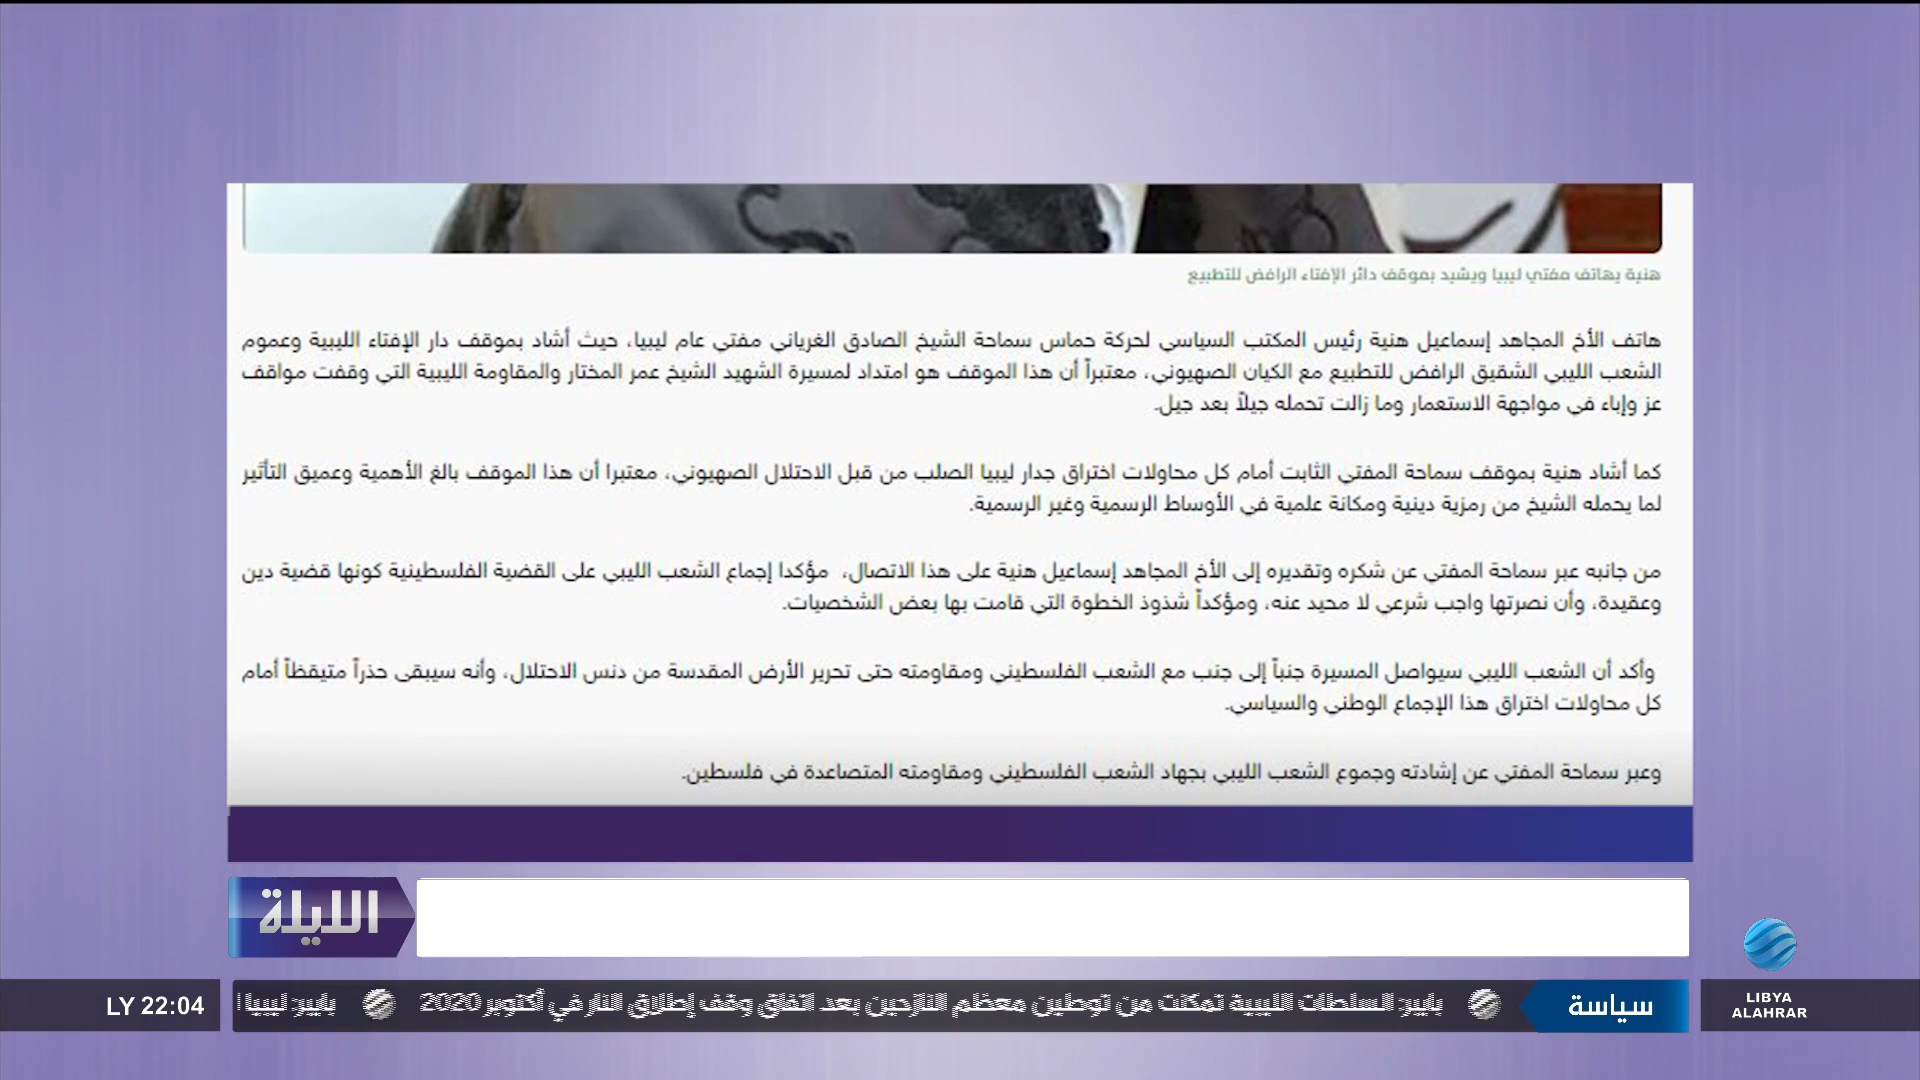 هنية يهاتف مفتي ليبيا ويشيد بموقف دائر الإفتاء الرافض للتطبيع
هاتف الأخ المجاهد إسماعيل هنية رئيس المكتب السياسي لحركة حماس سماحة الشيخ الصادق الغرياني مفتي عام ليبيا، حيث أشاد بموقف دار الإفتاء الليبية وعموم
الشعب الليبي الشقيق الرافض للتطبيع مع الكيان الصهيوني، معتبراً أن هذا الموقف هو امتداد لمسيرة الشهيد الشيخ عمر المختار والمقاومة الليبية التي وقفت مواقف
عز وإباء في مواجهة الاستعمار وما زالت تحمله جيلاً بعد جيل.
كما أشاد هنية بموقف سماحة المفتي الثابت أمام كل محاولات اختراق جدار ليبيا الصلب من قبل الاحتلال الصهيوني، معتبرا أن هذا الموقف بالغ الأهمية وعميق التأثير
لما يحمله الشيخ من رمزية دينية ومكانة علمية في الأوساط الرسمية وغير الرسمية.
من جانبه عبر سماحة المفتي عن شكره وتقديره إلى الأخ المجاهد إسماعيل هنية على هذا الاتصال، مؤكدا إجماع الشعب الليبي على القضية الفلسطينية كونها قضية دين
وعقيدة، وأن نصرتها واجب شرعي لا محيد عنه، ومؤكداً شذوذ الخطوة التي قامت بها بعض الشخصيات.
وأكد أن الشعب الليبي سيواصل المسيرة جنباً إلى جنب مع الشعب الفلسطيني ومقاومته حتى تحرير الأرض المقدسة من دنس الاحتلال، وأنه سيبقى حذراً متيقظاً أمام
كل محاولات اختراق هذا الإجماع الوطني والسياسي.
وعبر سماحة المفتي عن إشادته وجموع الشعب الليبي بجهاد الشعب الفلسطيني ومقاومته المتصاعدة في فلسطين.
الليلة
سياسة
بابير: السلطات الليبية تمكنت من توطين معظم النازحين بعد اتفاق وقف إطلاق النار في أكتوبر 2020
بابير: ليبيا
LY 22:04
LIBYA
ALAHRAR